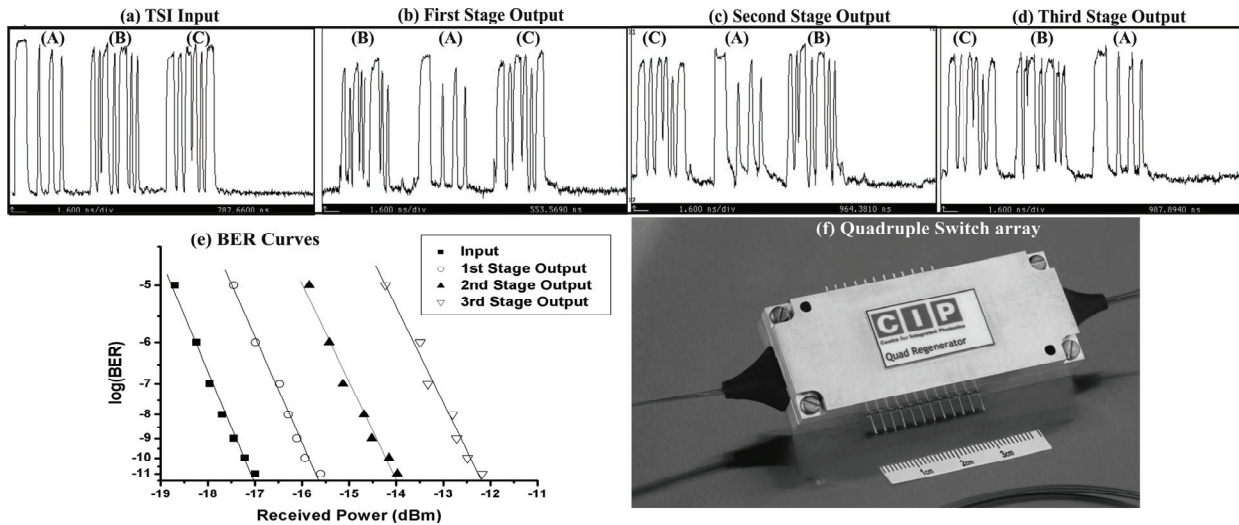 (a) TSI Input
(A)
(B)
(C)
1.600 ns/div
787.6600 ns
(b) First Stage Output
(B)
(A)
(C)
1.600 ns/div
553.5690 ns
(c) Second Stage Output
(C)
(A)
(B)
1.600 ns/div
964.3810 ns
(d) Third Stage Output
(C)
(B)
(A)
1.600 ns/div
987.8940 ns
(e) BER Curves
Input
1st Stage Output
2nd Stage Output
3rd Stage Output
log(BER)
-5
-6
-7
-8
-9
-10
-11
-19
-18
-17
-16
-15
-14
-13
-12
-11
Received Power (dBm)
(f) Quadruple Switch array
CIP
Centre for Integrated Photonics
Quad Regenerator
1cm
2cm
3cm